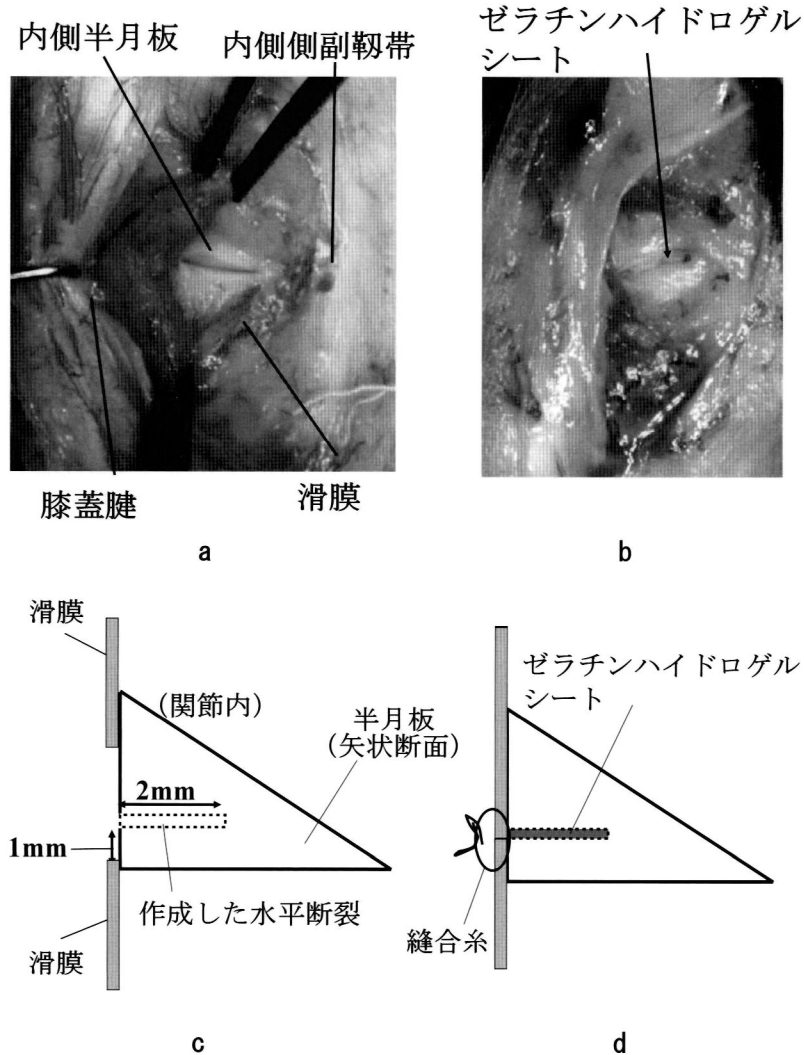 内側半月板
内側側副靱帯
ゼラチンハイドロゲル
シート
膝蓋腱
滑膜
a
b
滑膜
(関節内)
半月板
(矢状断面)
2mm
1mm
作成した水平断裂
滑膜
ゼラチンハイドロゲル
シート
縫合糸
c
d